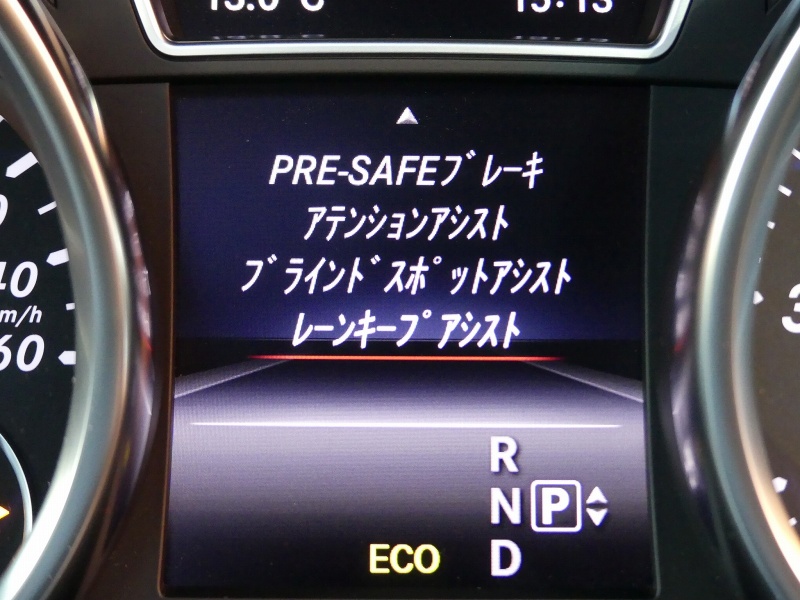 PRE-SAFEブレーキ
アテンションアシスト
ブラインドスポットアシスト
レーンキープアシスト
40
km/h
60
R
N P
ECO D